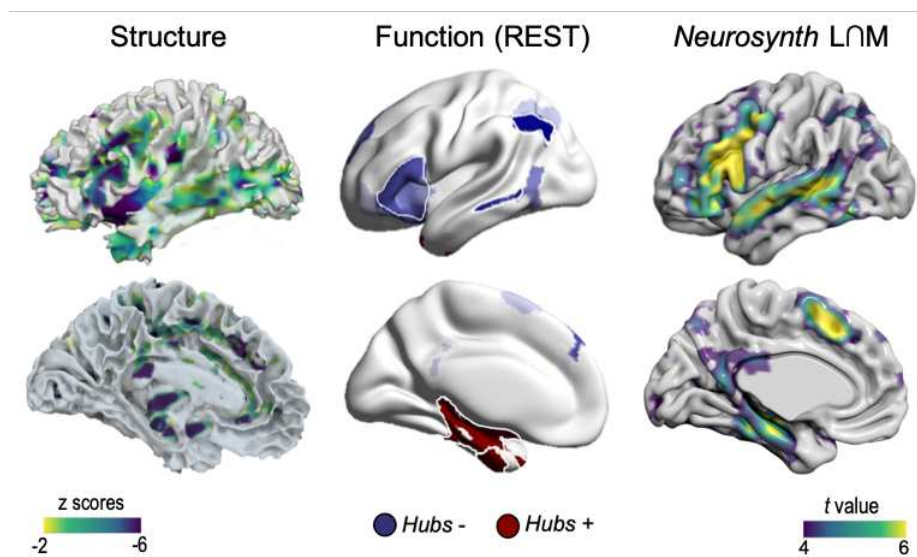 Structure
Function (REST)
Neurosynth L∩M
z scores
-2
-6
Hubs -
Hubs +
t value
4
6